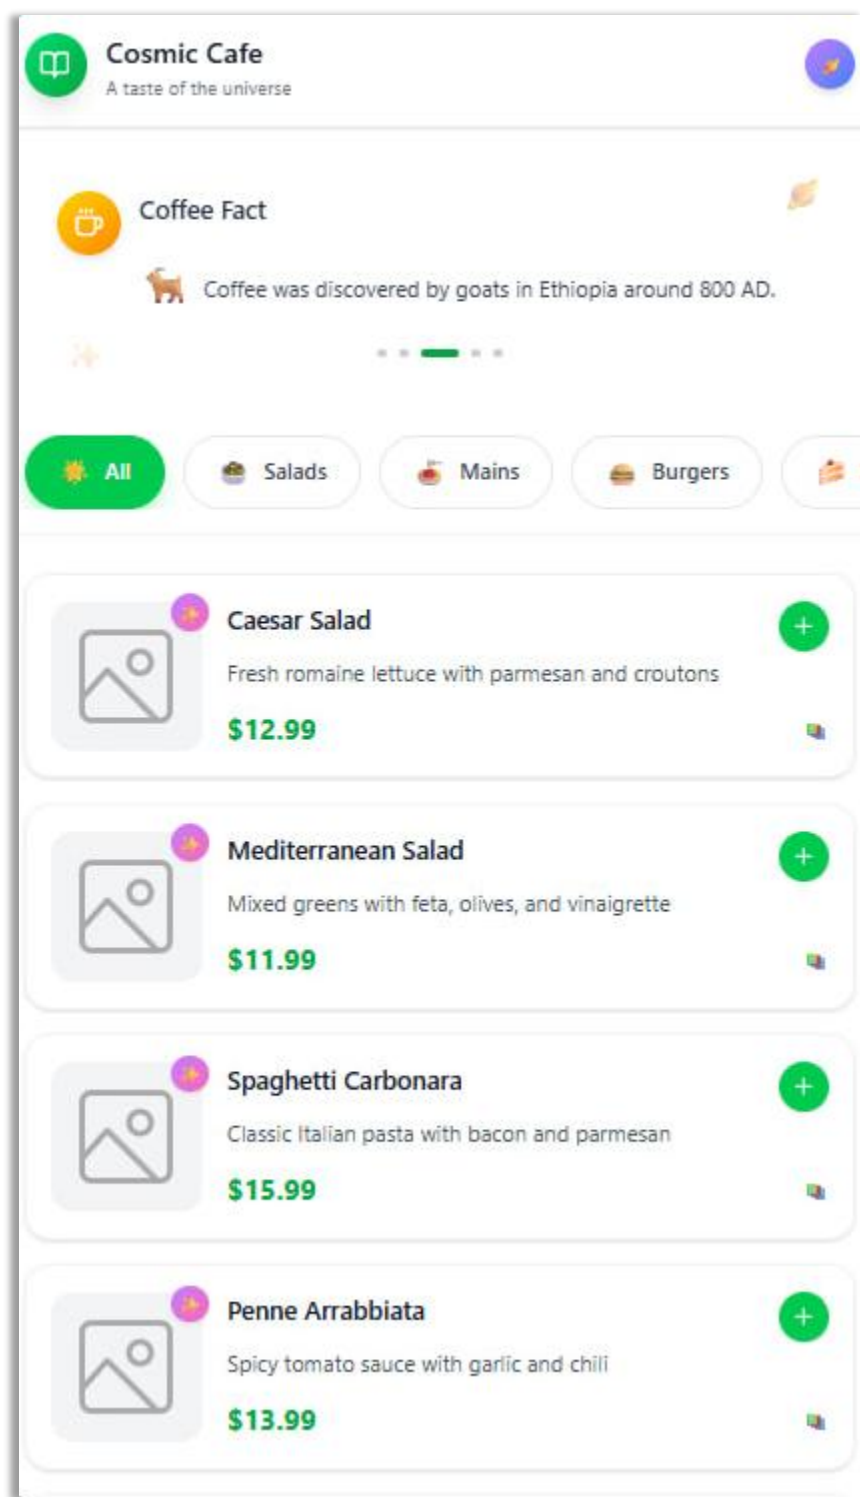 Cosmic Cafe
A taste of the universe
Coffee Fact
Coffee was discovered by goats in Ethiopia around 800 AD.
All
Salads
Mains
Burgers
Caesar Salad
Fresh romaine lettuce with parmesan and croutons
$12.99
Mediterranean Salad
Mixed greens with feta, olives, and vinaigrette
$11.99
Spaghetti Carbonara
Classic Italian pasta with bacon and parmesan
$15.99
Penne Arrabbiata
Spicy tomato sauce with garlic and chili
$13.99